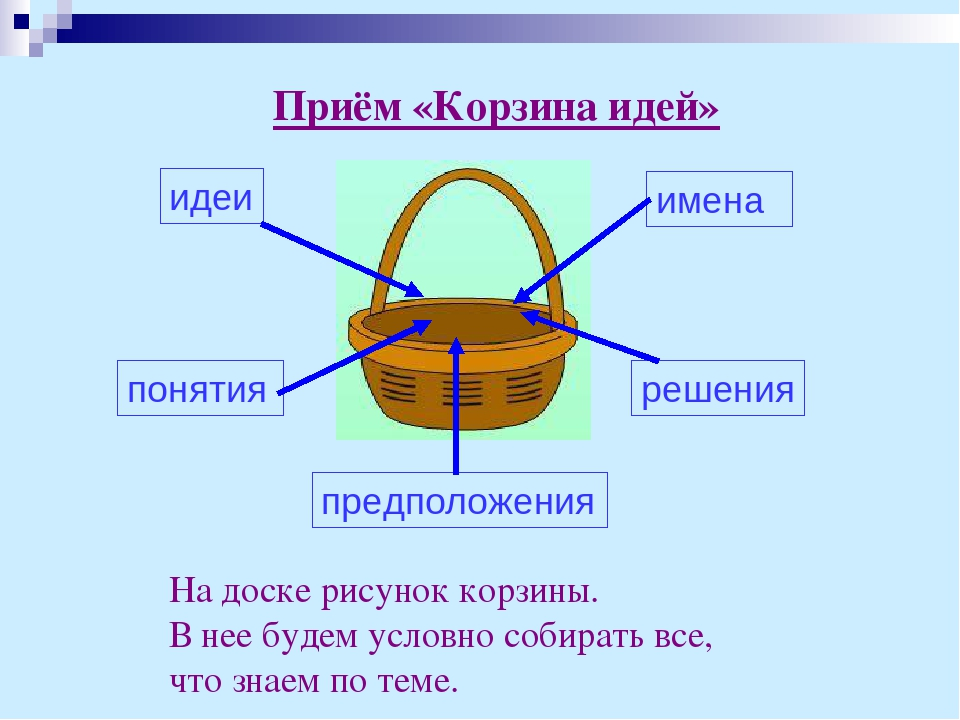 Приём «Корзина идей»
идеи
имена
понятия
решения
предположения
На доске рисунок корзины.
В нее будем условно собирать все,
что знаем по теме.